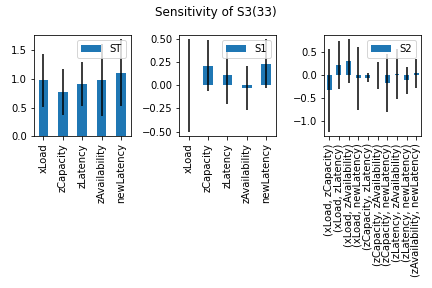 Sensitivity of S3(33)
ST
1.5
1.0
0.5
0.0
xLoad
zCapacity
zLatency
zAvailability
newLatency
S1
0.50
0.25
0.00
−0.25
−0.50
xLoad
zCapacity
zLatency
zAvailability
newLatency
S2
0.5
0.0
−0.5
−1.0
(xLoad, zCapacity)
(xLoad, zLatency)
(xLoad, zAvailability)
(xLoad, newLatency)
(zCapacity, zLatency)
(zCapacity, zAvailability)
(zCapacity, newLatency)
(zLatency, zAvailability)
(zLatency, newLatency)
(zAvailability, newLatency)